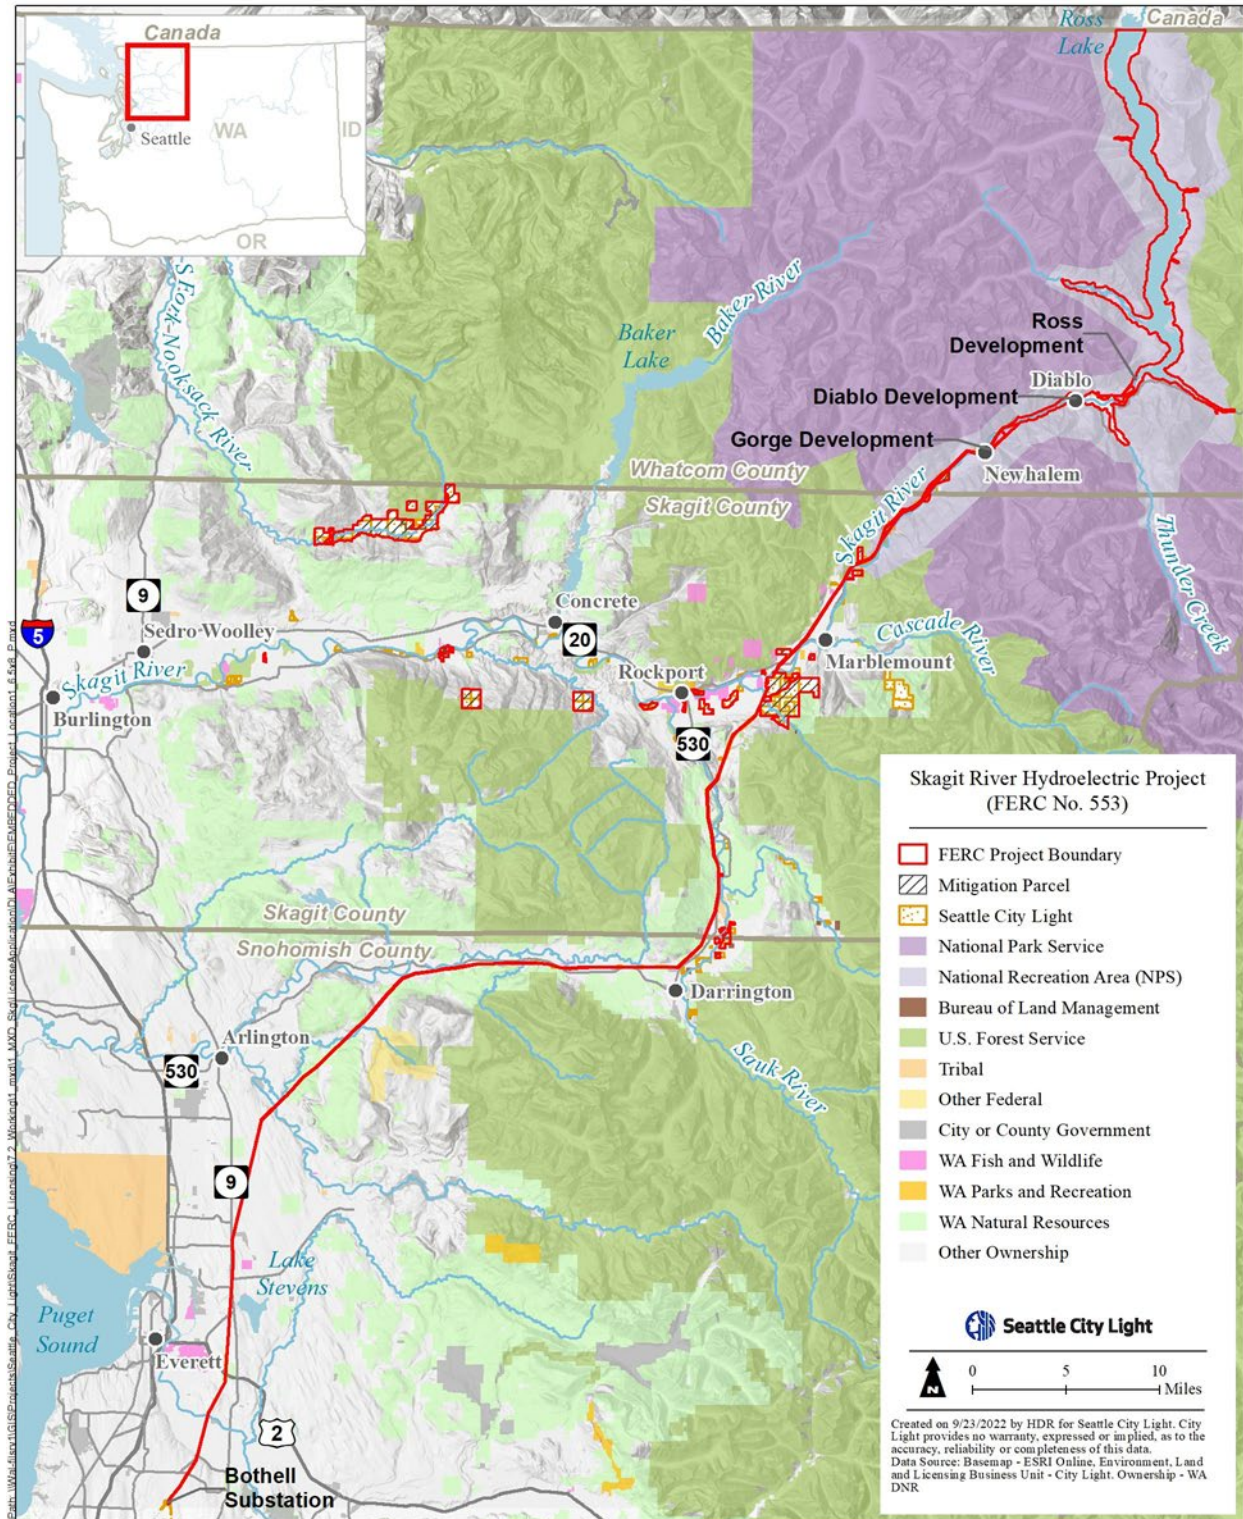 Canada
Seattle
WA
ID
OR
Ross
Lake
Canada
S Fork Nooksack River
Baker
Lake
Baker River
Ross
Development
Diablo
Diablo Development
Gorge Development
Newhalem
Whatcom County
Skagit County
Skagit River
Thunder Creek
9
5
Sedro-Woolley
Concrete
20
Cascade River
Marblemount
Rockport
Skagit River
Burlington
530
Skagit County
Snohomish County
Darrington
Arlington
530
Sauk River
9
Lake
Stevens
Puget
Sound
Everett
2
Bothell
Substation
Skagit River Hydroelectric Project
(FERC No. 553)
FERC Project Boundary
Mitigation Parcel
Seattle City Light
National Park Service
National Recreation Area (NPS)
Bureau of Land Management
U.S. Forest Service
Tribal
Other Federal
City or County Government
WA Fish and Wildlife
WA Parks and Recreation
WA Natural Resources
Other Ownership
Seattle City Light
N
0 5 10
Miles
Created on 9/23/2022 by HDR for Seattle City Light. City
Light provides no warranty, expressed or implied, as to the
accuracy, reliability or completeness of this data.
Data Source: Basemap - ESRI Online, Environment, Land
and Licensing Business Unit - City Light. Ownership - WA
DNR